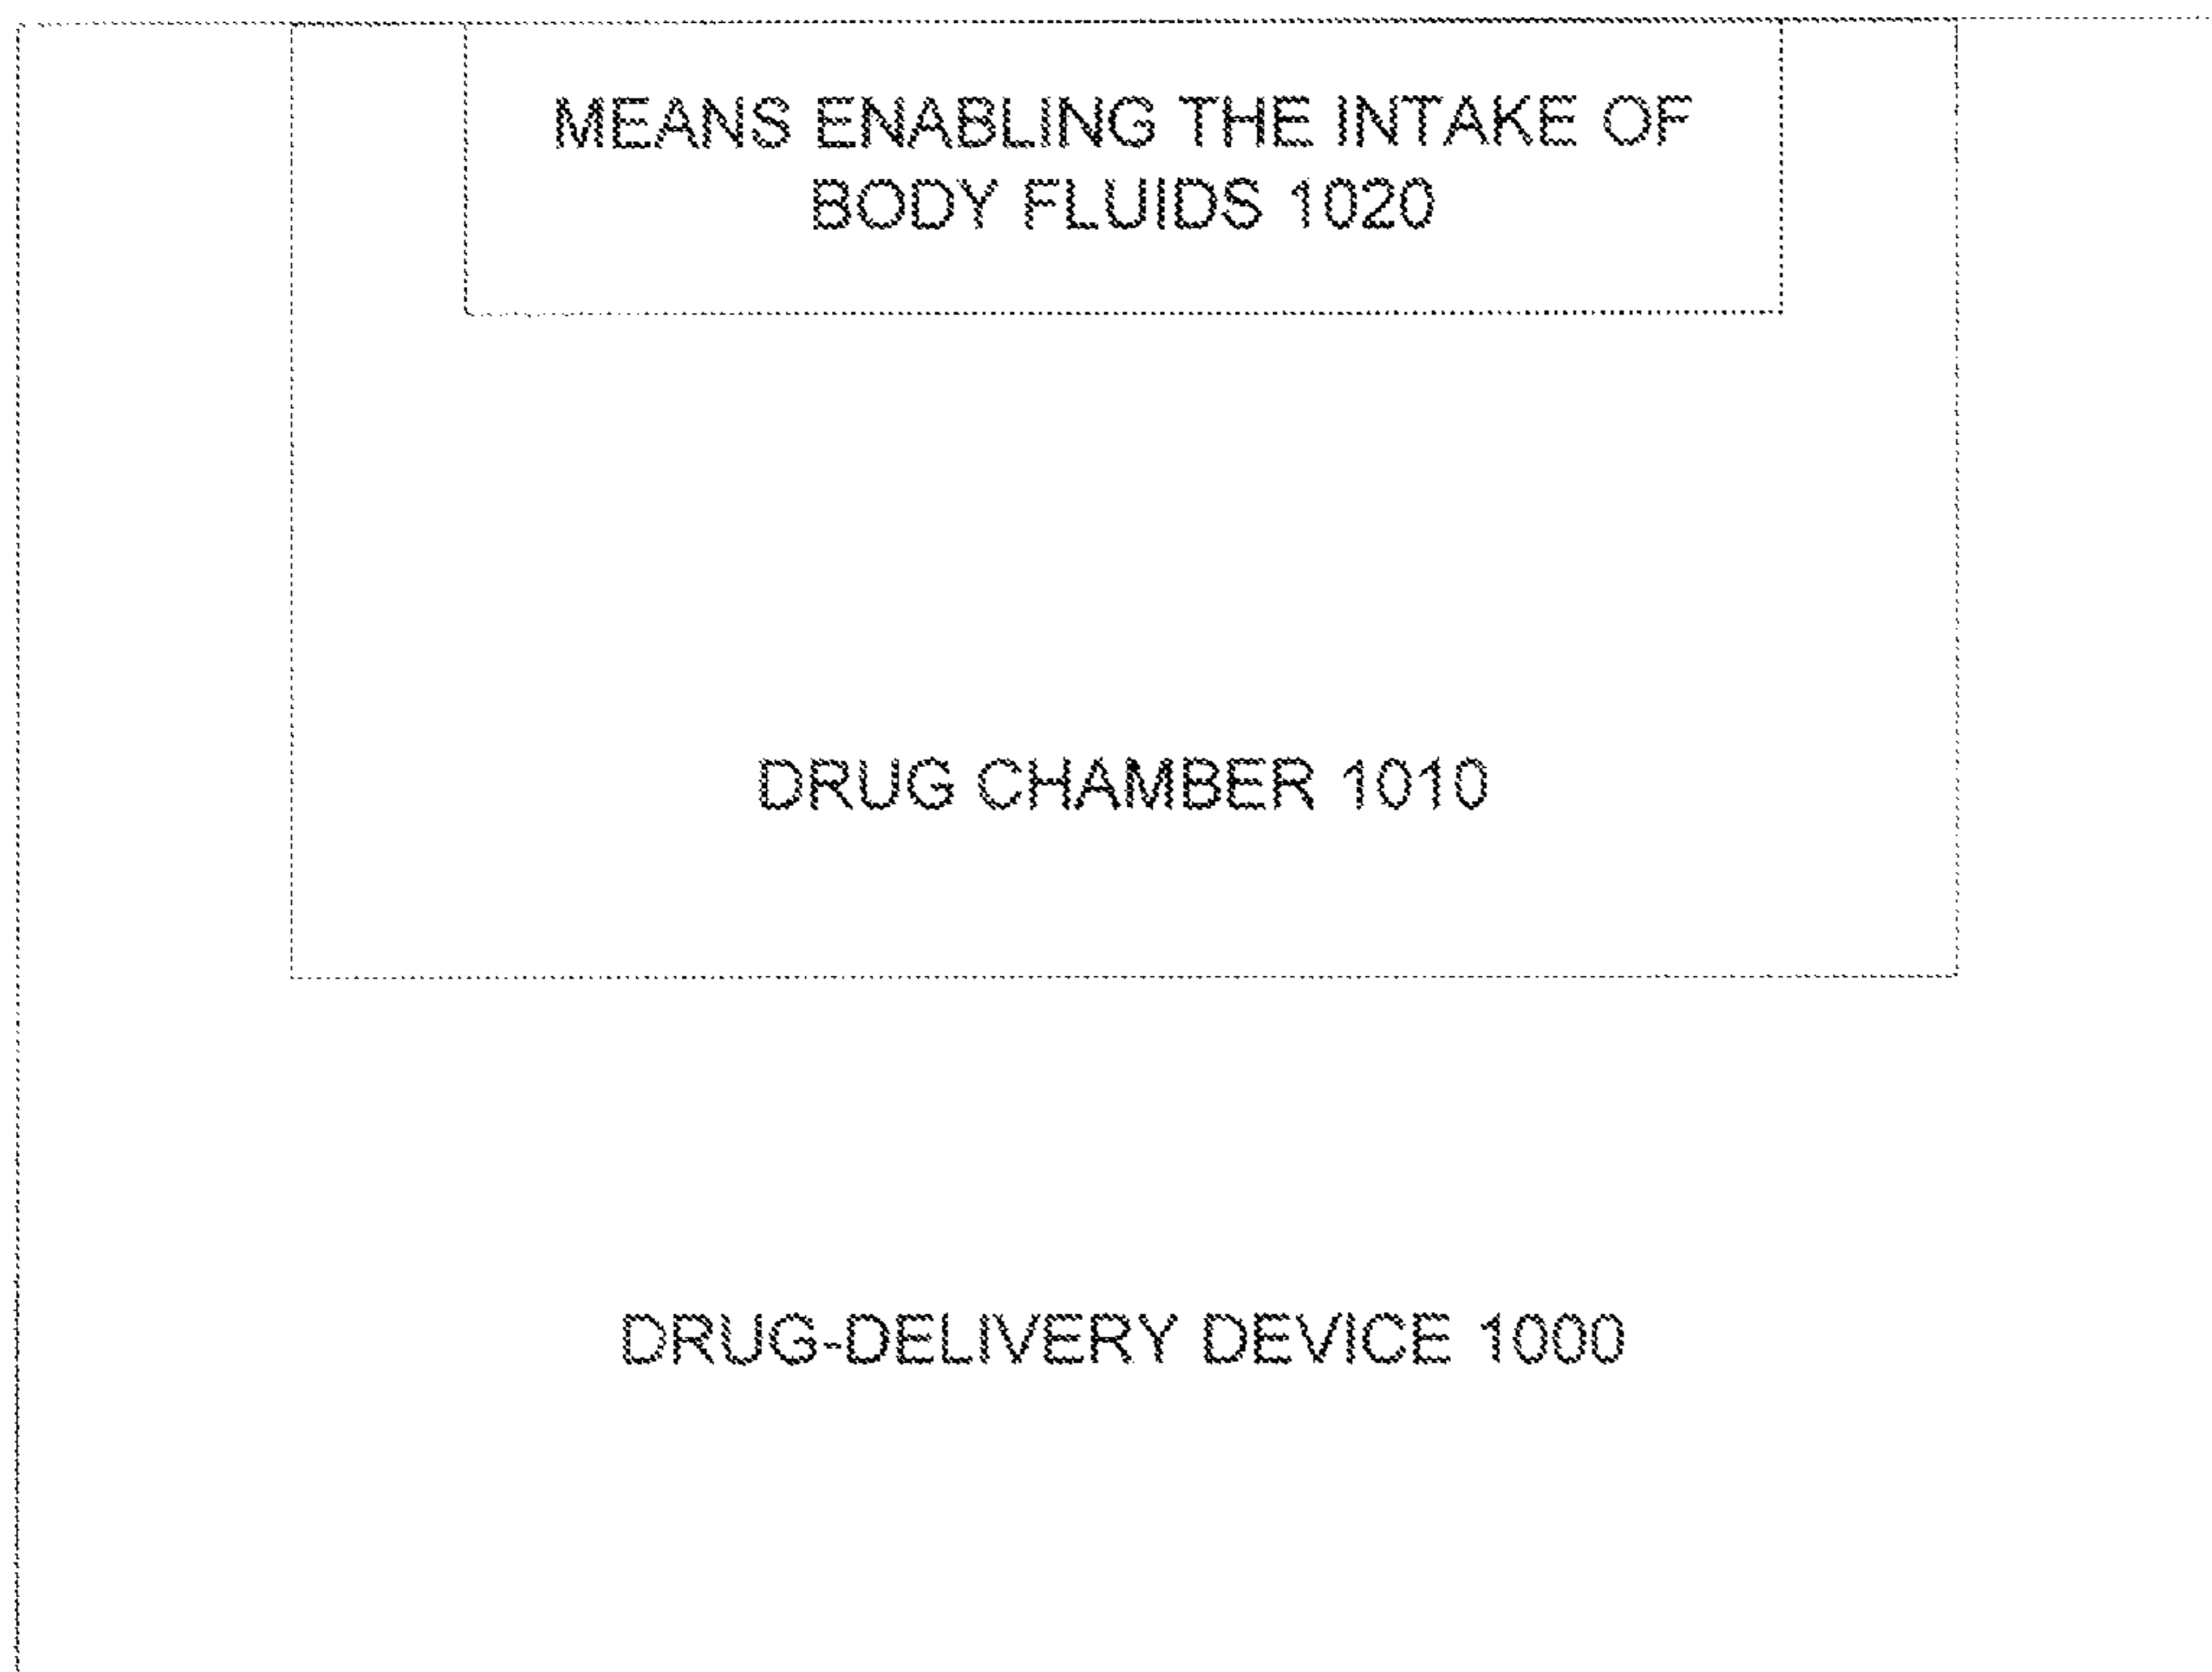 MEANS ENABLING THE INTAKE OF
BODY FLUIDS 1020
DRUG CHAMBER 1010
DRUG-DELIVERY DEVICE 1000